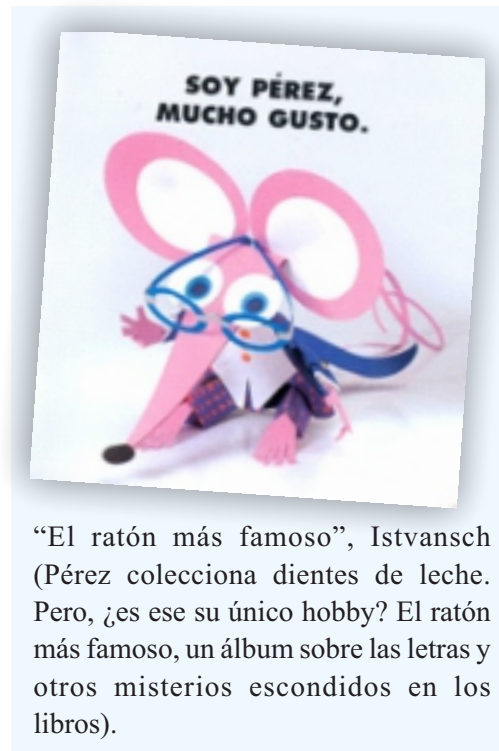 SOY PÉREZ,
MUCHO GUSTO.
“El ratón más famoso”, Istvansch
(Pérez colecciona dientes de leche.
Pero, ¿es ese su único hobby? El ratón
más famoso, un álbum sobre las letras y
otros misterios escondidos en los
libros).